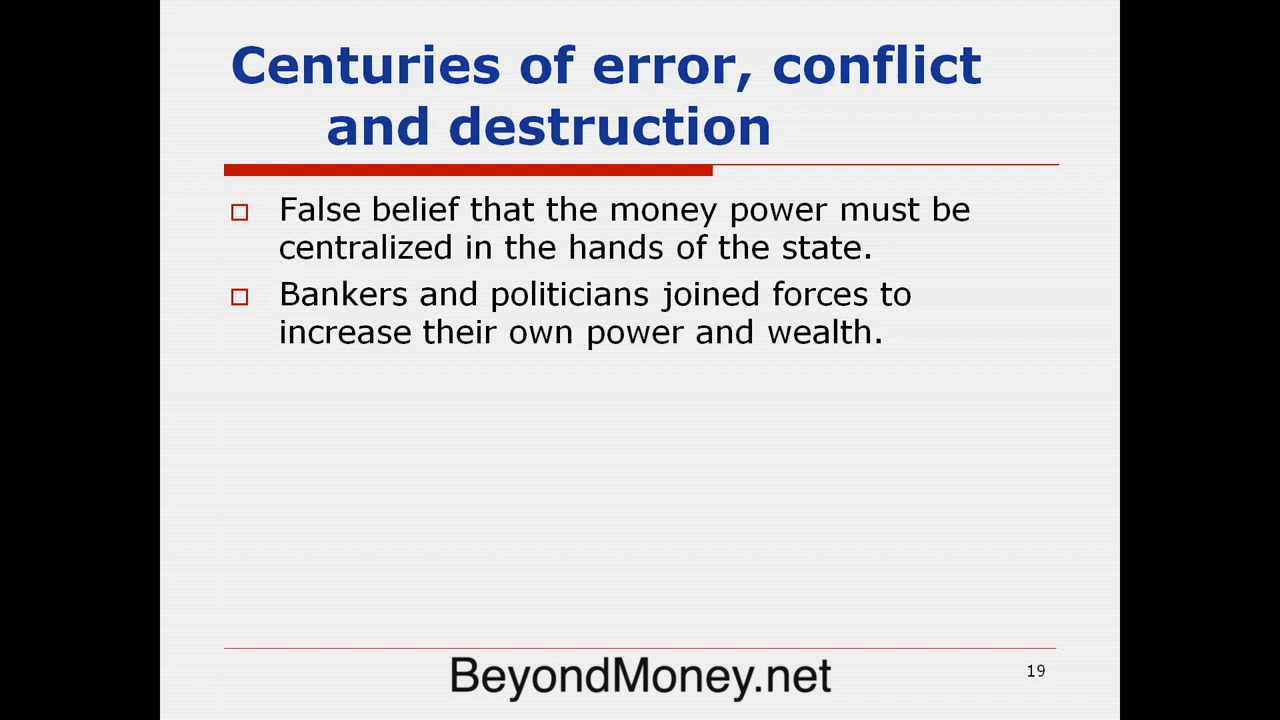 Centuries of error, conflict
and destruction
False belief that the money power must be
centralized in the hands of the state.
Bankers and politicians joined forces to
increase their own power and wealth.
BeyondMoney.net
19